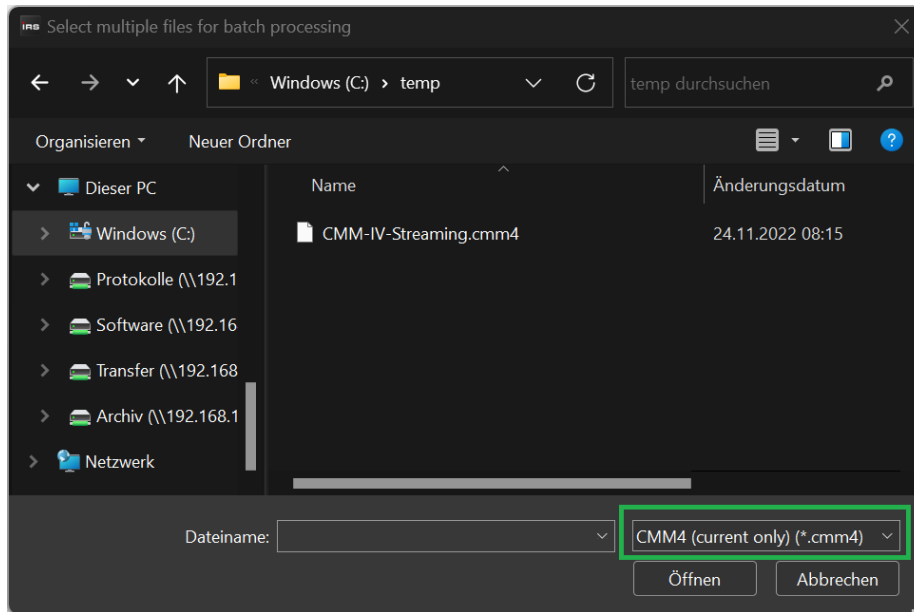 IRS Select multiple files for batch processing
« Windows (C:) › temp
temp durchsuchen
Organisieren
Neuer Ordner
?
Dieser PC
Windows (C:)
Protokolle (\\192.1
Software (\\192.16
Transfer (\\192.168
Archiv (\\192.168.1
Netzwerk
Name Änderungsdatum
CMM-IV-Streaming.cmm4 24.11.2022 08:15
Dateiname:
CMM4 (current only) (*.cmm4)
Öffnen Abbrechen